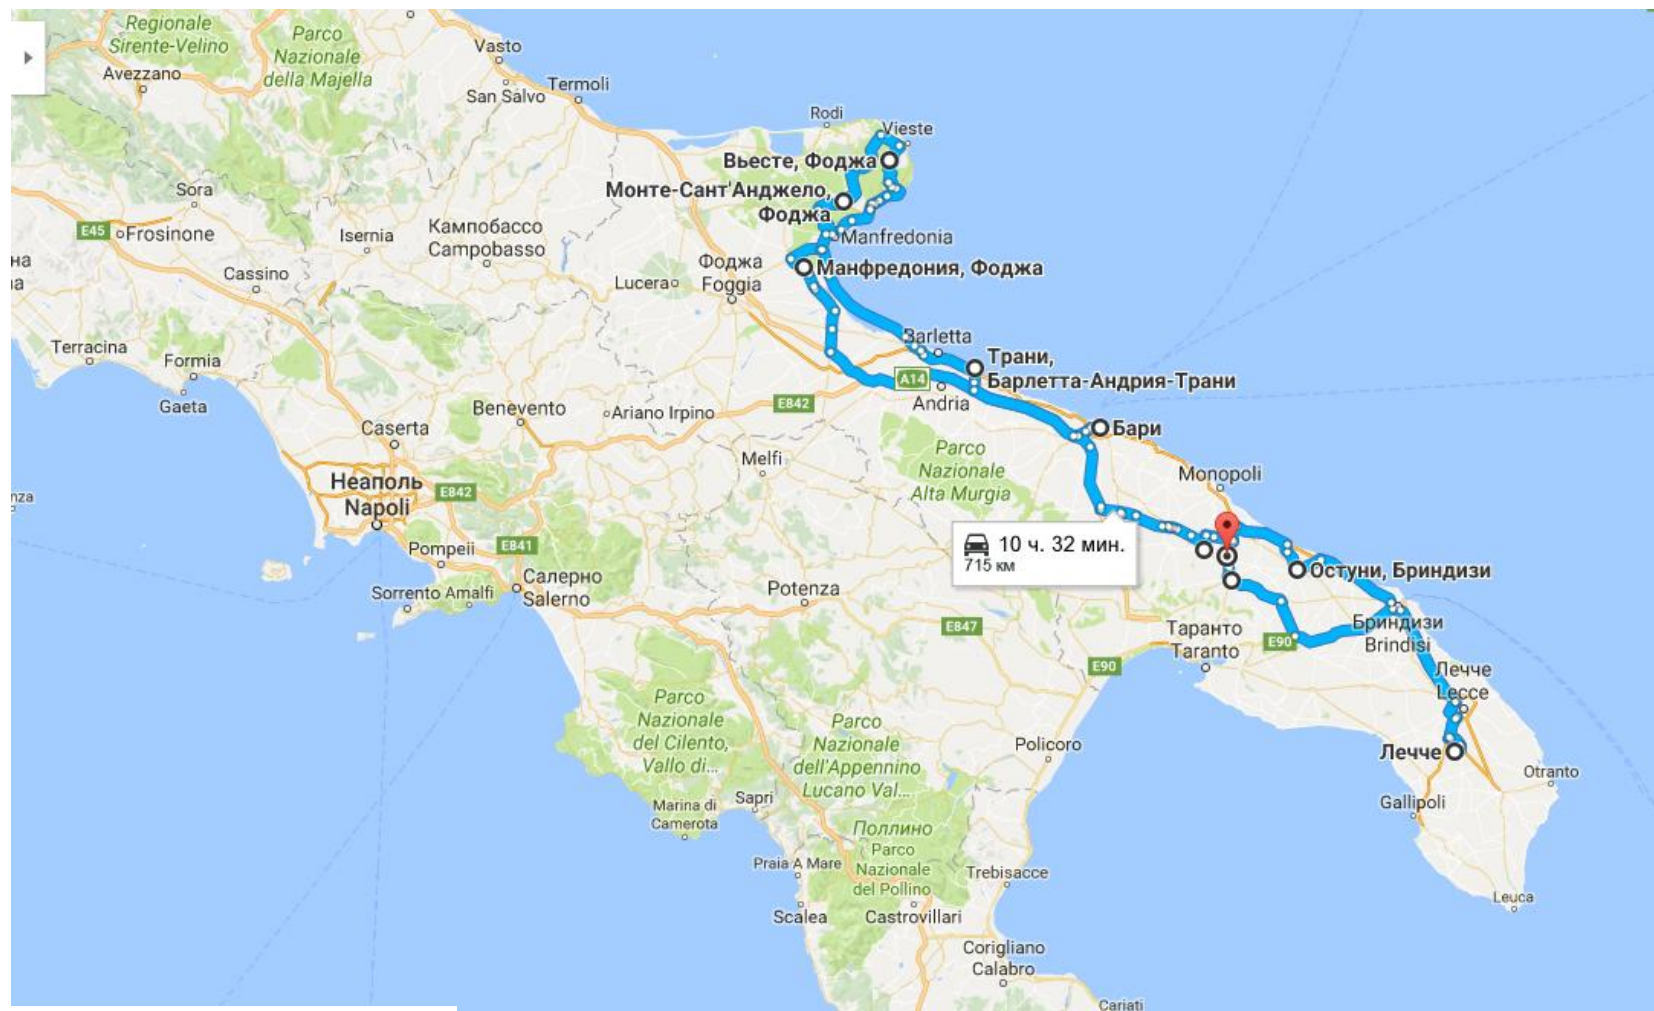 Regionale
Sirente-Velino
Parco
Nazionale
della Majella
Vasto
Avezzano
San Salvo
Termoli
Rodi
Vieste
Вьесте, Фоджа
Sora
Монте-Сант'Анджело,
Фоджа
E45
Frosinone
Isernia
Кампобассо
Campobasso
Manfredonia
на
а
Cassino
Фоджа
Foggia
Lucera
Манфредония, Фоджа
Terracina
Formia
Barletta
Трани,
Барлетта-Андрия-Трани
A14
Gaeta
Benevento
Ariano Irpino
E842
Andria
Caserta
Бари
Melfi
Parco
Nazionale
Alta Murgia
Monopoli
Неаполь
Napoli
E842
nza
Pompeii
E841
10 ч. 32 мин.
715 км
Остуни, Бриндизи
Салерно
Salerno
Sorrento
Amalfi
Potenza
E847
Таранто
Taranto
E90
Бриндизи
Brindisi
E90
Лечче
Lecce
Parco
Nazionale
del Cilento,
Vallo di...
Parco
Nazionale
dell'Appennino
Lucano Val...
Policoro
Лечче
Otranto
Sapri
Marina di
Camerota
Gallipoli
Поллино
Parco
Nazionale
del Pollino
Praia A Mare
Trebisacce
Leuca
Scalea
Castrovillari
Corigliano
Calabro
Cariati